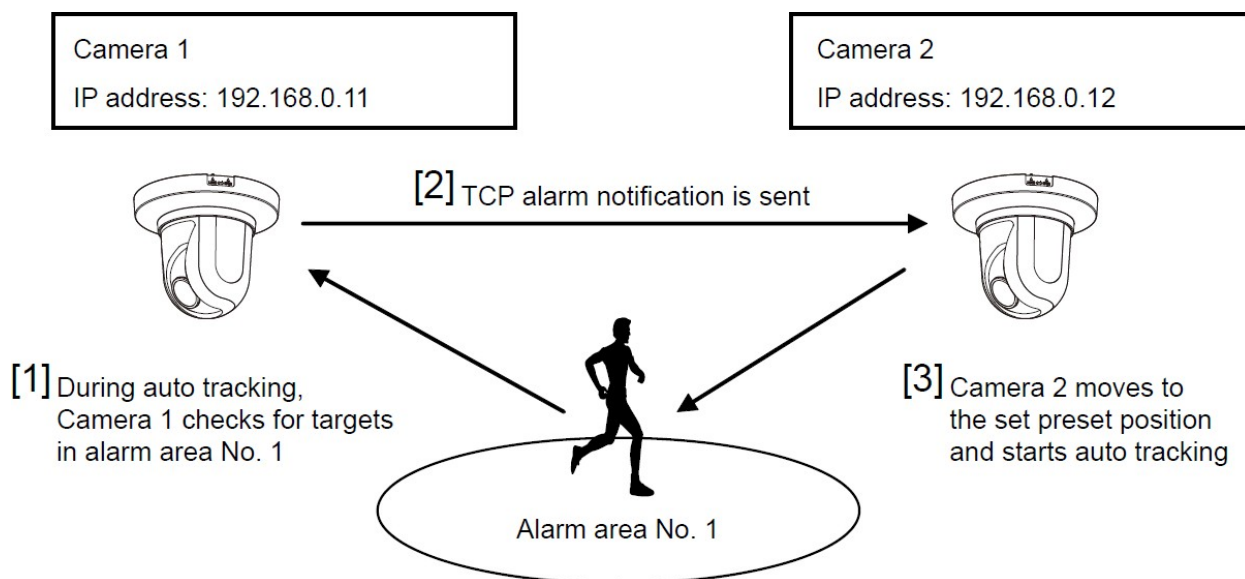 Camera 1
IP address: 192.168.0.11
Camera 2
IP address: 192.168.0.12
[2] TCP alarm notification is sent
[1] During auto tracking,
Camera 1 checks for targets
in alarm area No. 1
[3] Camera 2 moves to
the set preset position
and starts auto tracking
Alarm area No. 1